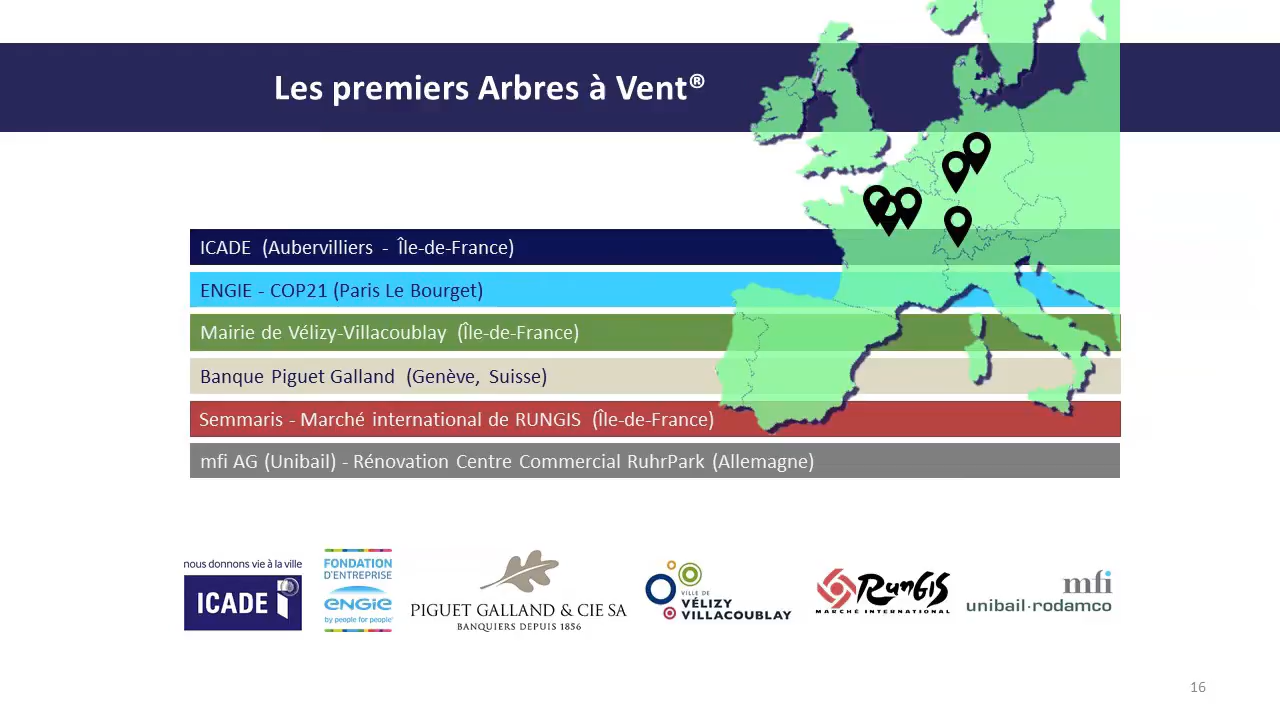 Les premiers Arbres à Vent®
ICADE (Aubervilliers - Île-de-France)
ENGIE - COP21 (Paris Le Bourget)
Mairie de Vélizy-Villacoublay (Île-de-France)
Banque Piguet Galland (Genève, Suisse)
Semmaris - Marché international de RUNGIS (Île-de-France)
mfi AG (Unibail) - Rénovation Centre Commercial RuhrPark (Allemagne)
nous donnons vie à la ville
ICADE
FONDATION
D'ENTREPRISE
ENGIE
by people for people
PIGUET GALLAND & CIE SA
BANQUIERS DEPUIS 1856
VILLE DE
VÉLIZY
VILLACOUBLAY
RUNGIS
MARCHÉ INTERNATIONAL
mfi
unibail·rodamco
16